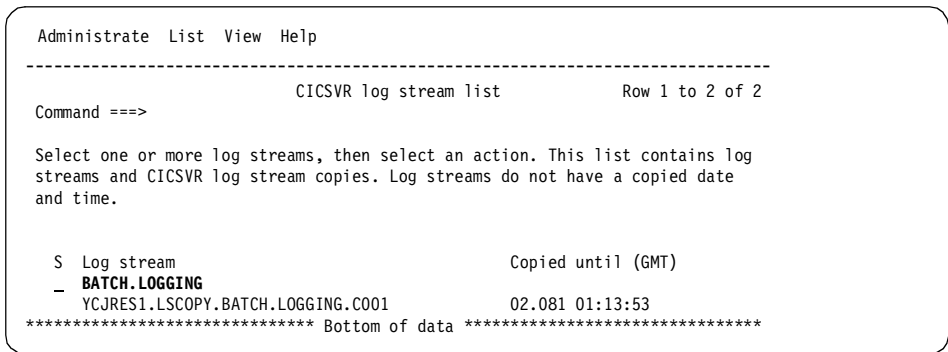 Administrate List View Help
--------------------------------------------------------------------------------
CICSVR log stream list Row 1 to 2 of 2
Command ===>
Select one or more log streams, then select an action. This list contains log
streams and CICSVR log stream copies. Log streams do not have a copied date
and time.
S Log stream Copied until (GMT)
_ BATCH.LOGGING
YCJRES1.LSCOPY.BATCH.LOGGING.C001 02.081 01:13:53
******************************* Bottom of data ********************************